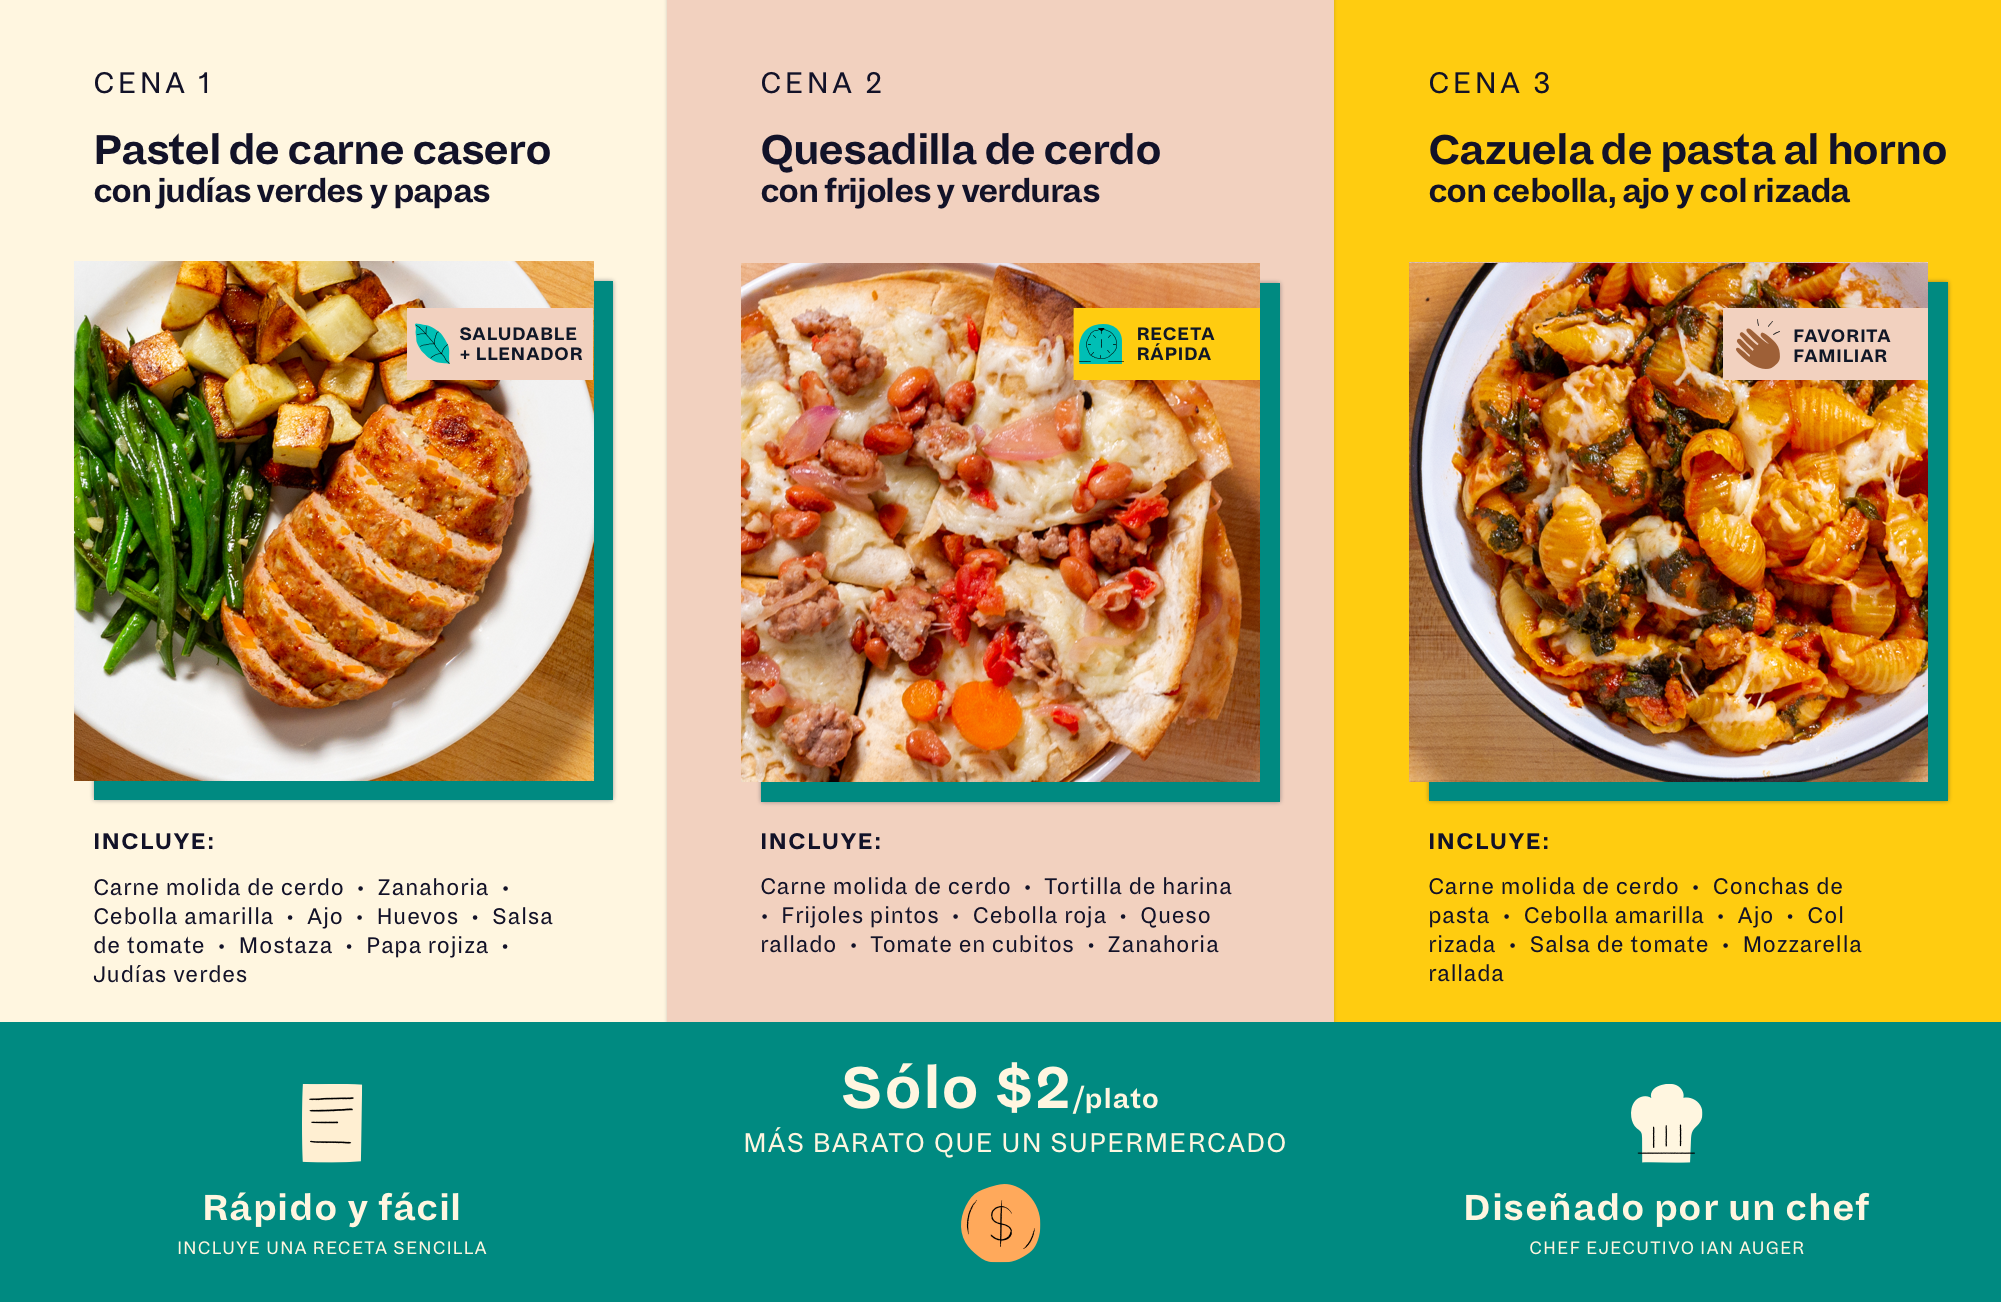 CENA 1
Pastel de carne casero
con judías verdes y papas
SALUDABLE
+ LLENADOR
INCLUYE:
Carne molida de cerdo • Zanahoria •
Cebolla amarilla • Ajo • Huevos • Salsa
de tomate • Mostaza • Papa rojiza •
Judías verdes
CENA 2
Quesadilla de cerdo
con frijoles y verduras
RECETA
RÁPIDA
INCLUYE:
Carne molida de cerdo • Tortilla de harina
• Frijoles pintos • Cebolla roja • Queso
rallado • Tomate en cubitos • Zanahoria
CENA 3
Cazuela de pasta al horno
con cebolla, ajo y col rizada
FAVORITA
FAMILIAR
INCLUYE:
Carne molida de cerdo • Conchas de
pasta • Cebolla amarilla • Ajo • Col
rizada • Salsa de tomate • Mozzarella
rallada
Rápido y fácil
INCLUYE UNA RECETA SENCILLA
Sólo $2/plato
MÁS BARATO QUE UN SUPERMERCADO
$
Diseñado por un chef
CHEF EJECUTIVO IAN AUGER